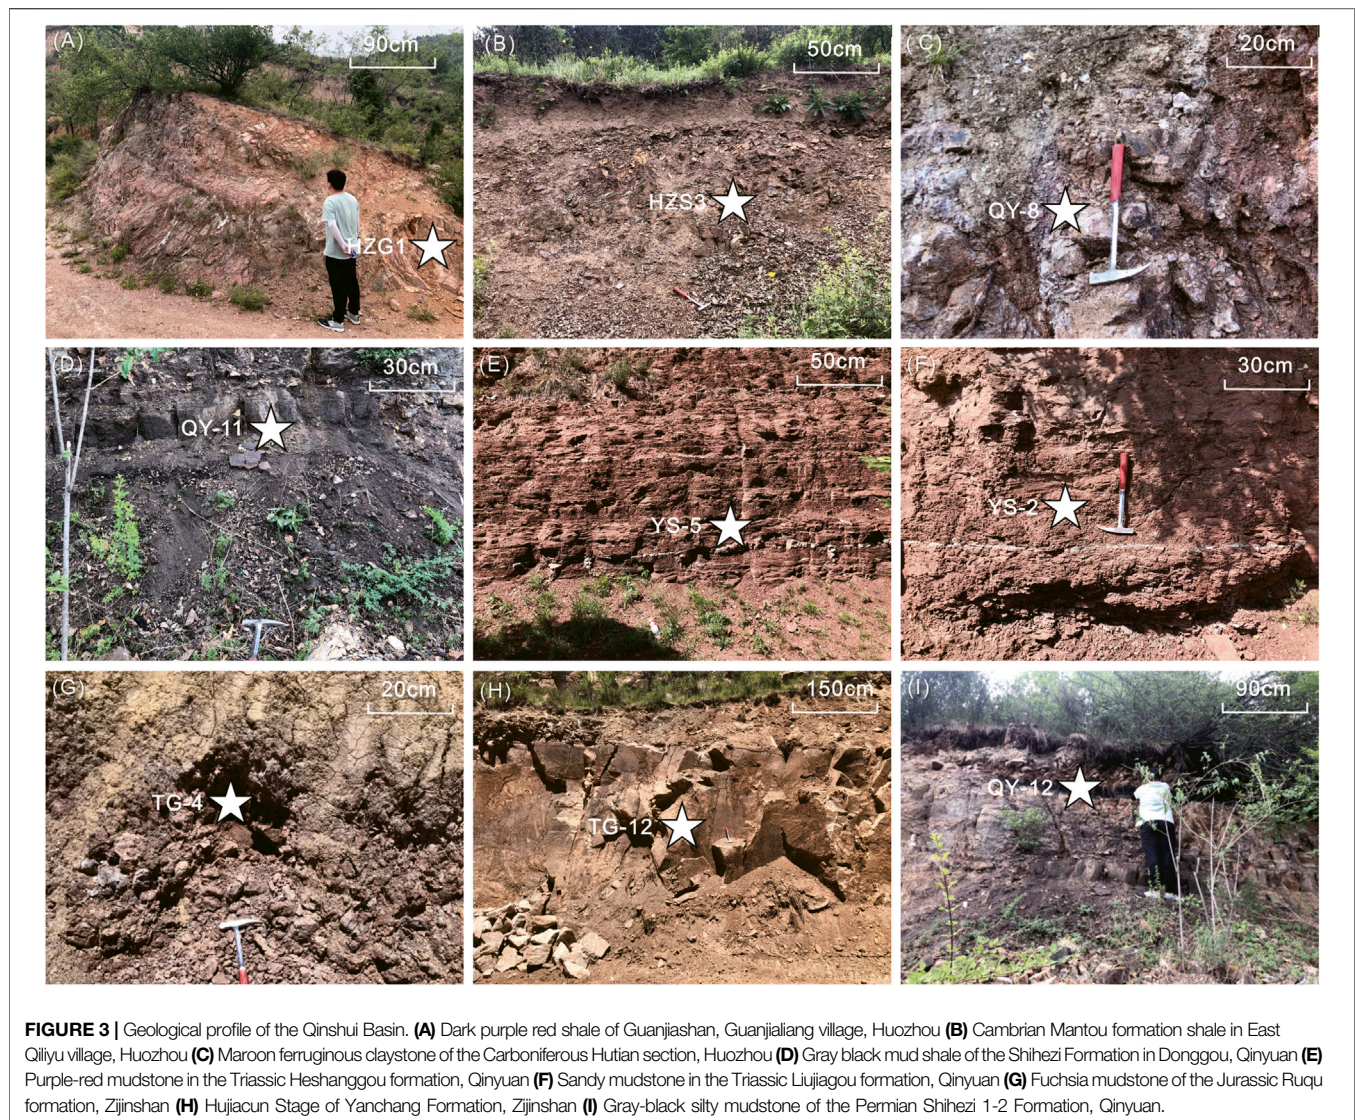 (A)
90cm
HZG1
(B)
50cm
HZS3
(C)
20cm
QY-8
(D)
30cm
QY-11
(E)
50cm
YS-5
(F)
30cm
YS-2
(G)
20cm
TG-4
(H)
150cm
TG-12
(I)
90cm
QY-12
FIGURE 3 | Geological profile of the Qinshui Basin. (A) Dark purple red shale of Guanjiashan, Guanjialiang village, Huozhou (B) Cambrian Mantou formation shale in East
Qiliyu village, Huozhou (C) Maroon ferruginous claystone of the Carboniferous Hutian section, Huozhou (D) Gray black mud shale of the Shihezi Formation in Donggou, Qinyuan (E)
Purple-red mudstone in the Triassic Heshanggou formation, Qinyuan (F) Sandy mudstone in the Triassic Liujiagou formation, Qinyuan (G) Fuchsia mudstone of the Jurassic Ruqu
formation, Zijinshan (H) Hujiacun Stage of Yanchang Formation, Zijinshan (I) Gray-black silty mudstone of the Permian Shihezi 1-2 Formation, Qinyuan.